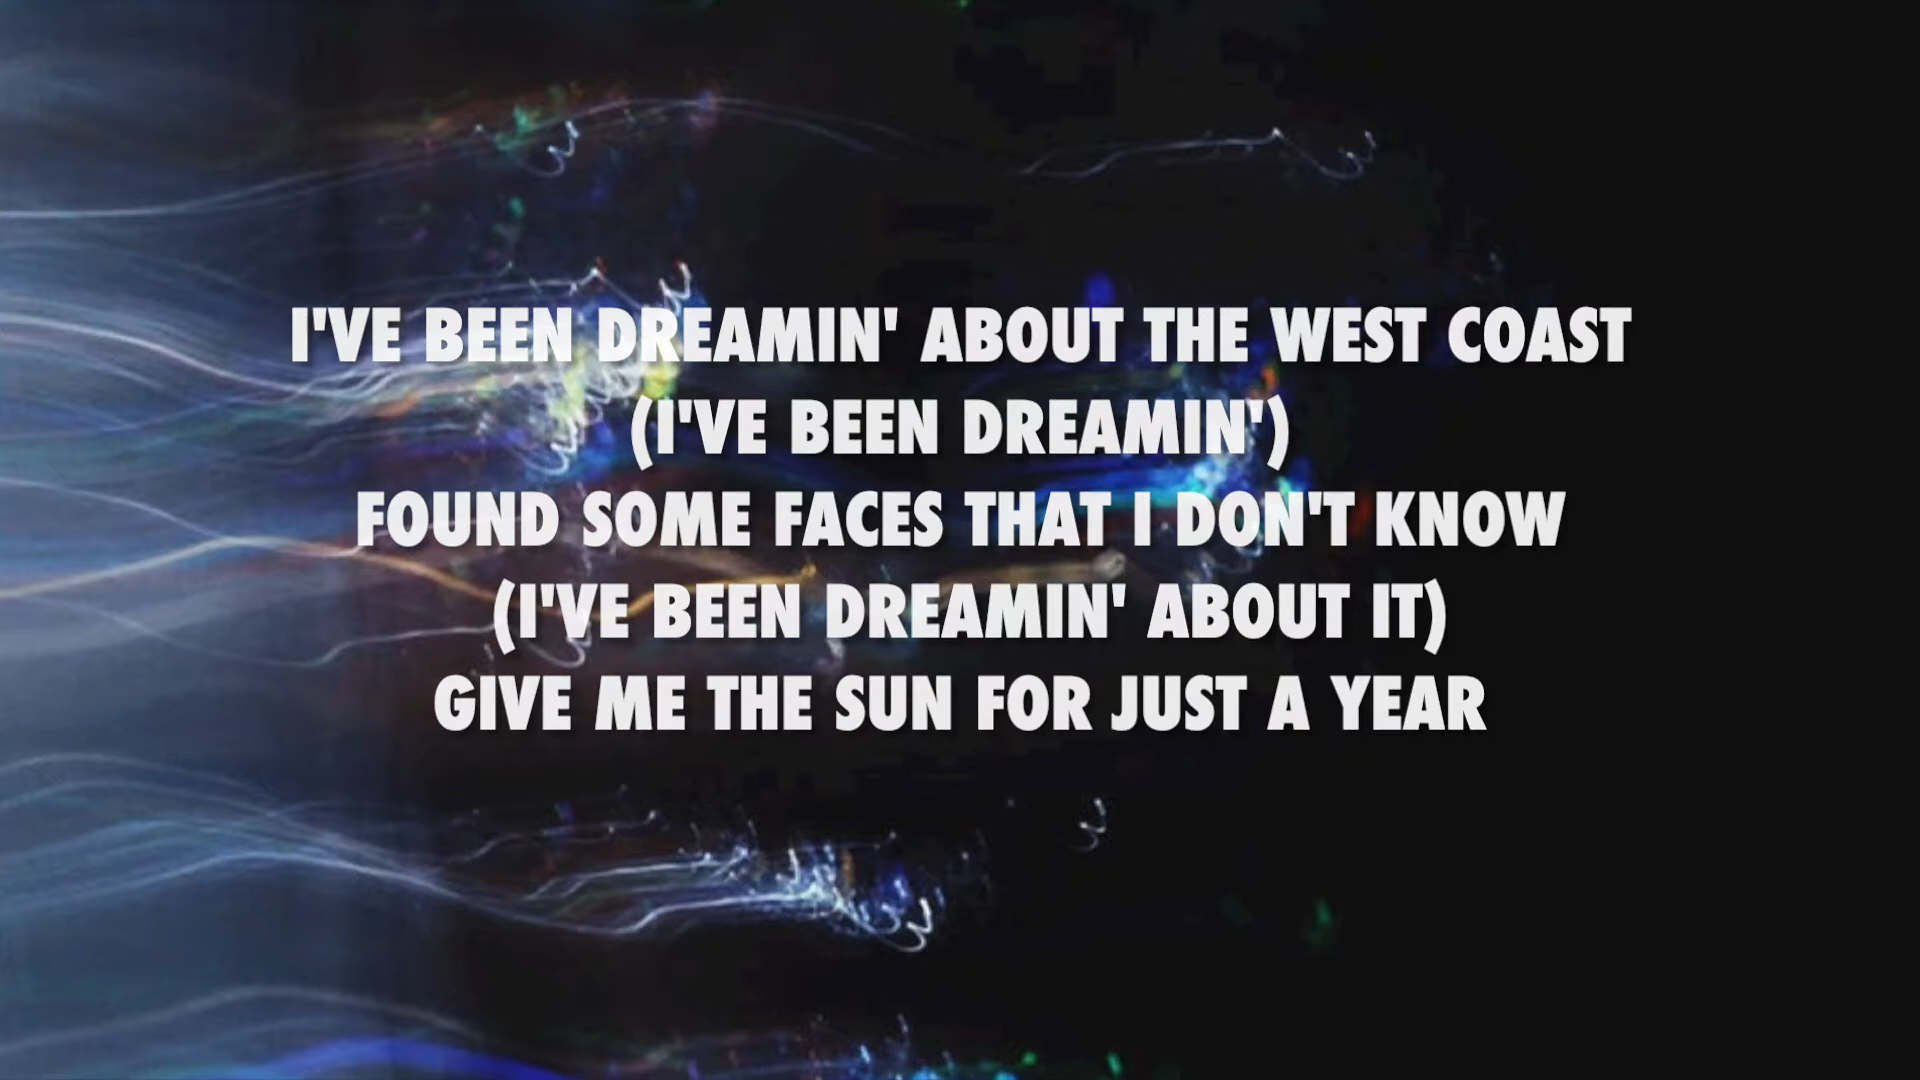 I'VE BEEN DREAMIN' ABOUT THE WEST COAST
(I'VE BEEN DREAMIN')
FOUND SOME FACES THAT I DON'T KNOW
(I'VE BEEN DREAMIN' ABOUT IT)
GIVE ME THE SUN FOR JUST A YEAR